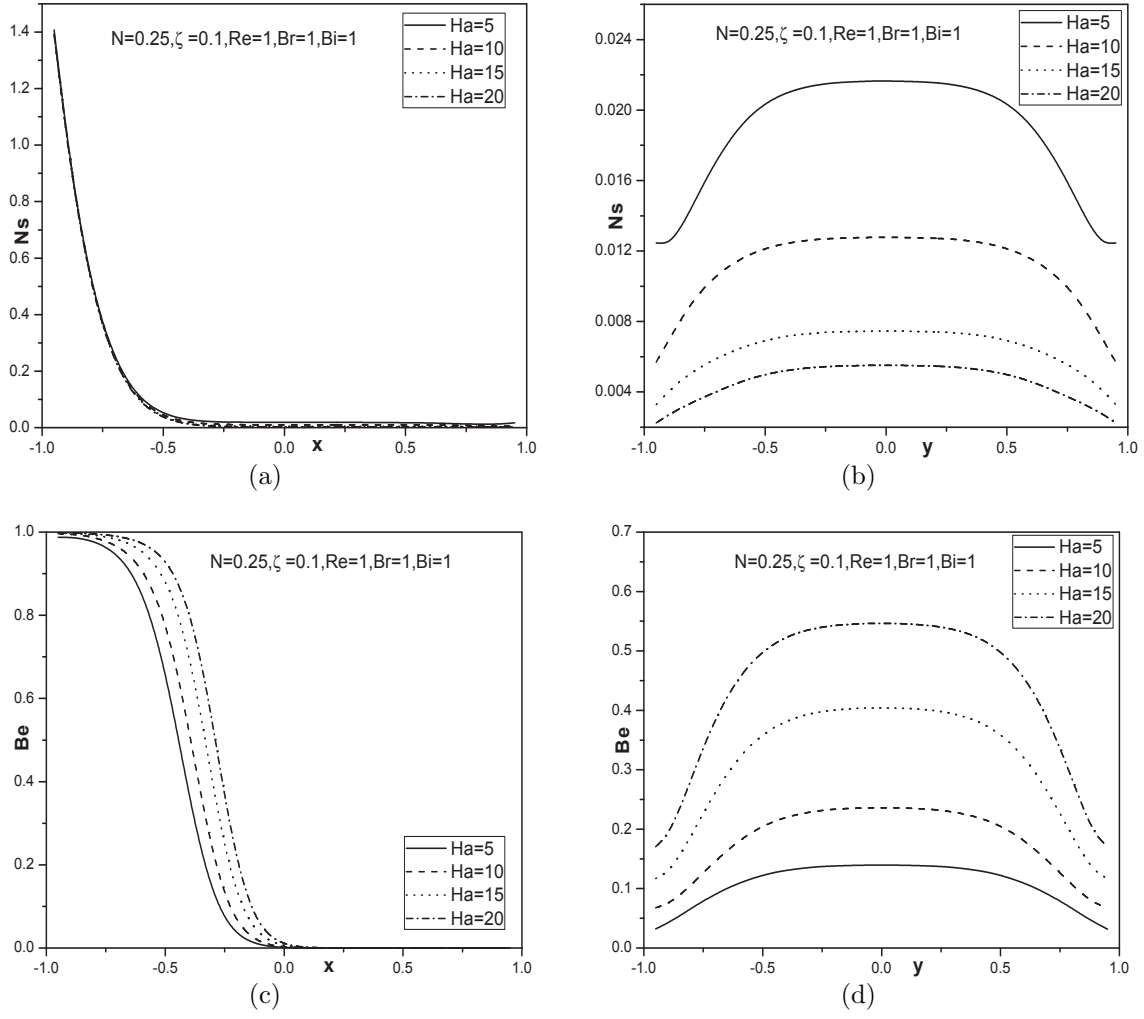 N=0.25,ζ=0.1,Re=1,Br=1,Bi=1
Ha=5
Ha=10
Ha=15
Ha=20
1.4
1.2
1.0
0.8
0.6
0.4
0.2
0.0
Ns
-1.0 -0.5 0.0 0.5 1.0
x
(a)
N=0.25,ζ=0.1,Re=1,Br=1,Bi=1
Ha=5
Ha=10
Ha=15
Ha=20
0.024
0.020
0.016
0.012
0.008
0.004
Ns
-1.0 -0.5 0.0 0.5 1.0
y
(b)
N=0.25,ζ=0.1,Re=1,Br=1,Bi=1
Ha=5
Ha=10
Ha=15
Ha=20
1.0
0.8
0.6
0.4
0.2
0.0
Be
-1.0 -0.5 0.0 0.5 1.0
x
(c)
N=0.25,ζ=0.1,Re=1,Br=1,Bi=1
Ha=5
Ha=10
Ha=15
Ha=20
0.7
0.6
0.5
0.4
0.3
0.2
0.1
0.0
Be
-1.0 -0.5 0.0 0.5 1.0
y
(d)